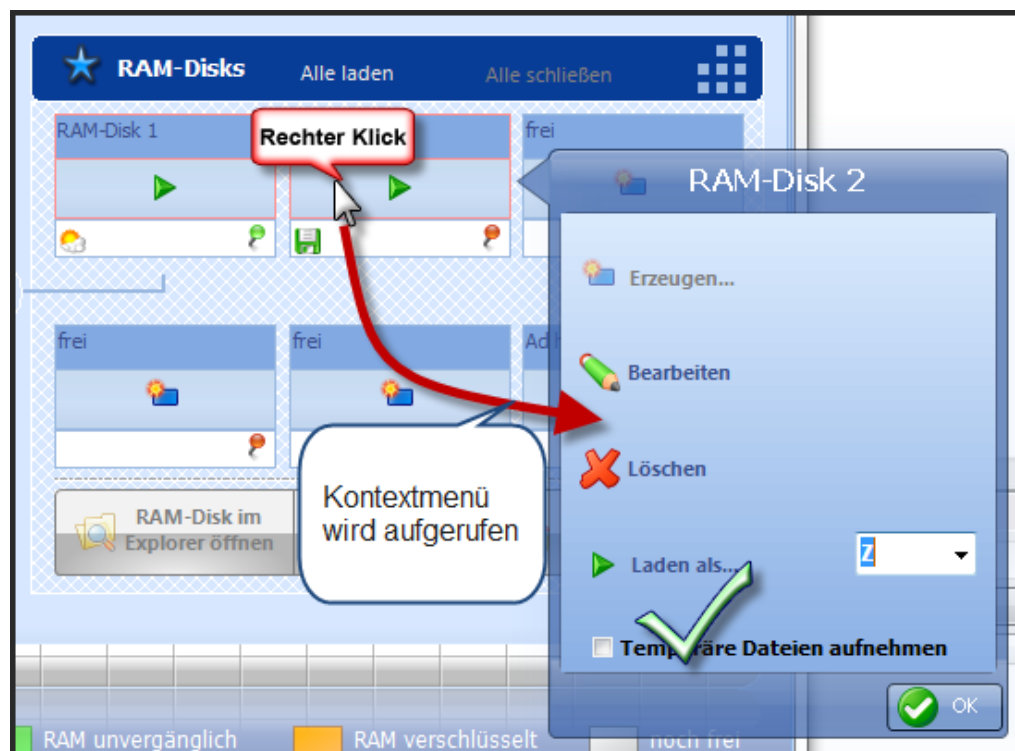 RAM-Disks
Alle laden
Alle schließen
RAM-Disk 1
Rechter Klick
frei
RAM-Disk 2
Erzeugen...
Bearbeiten
Löschen
Laden als...
Z
Temporäre Dateien aufnehmen
OK
frei
frei
Kontextmenü
wird aufgerufen
RAM-Disk im
Explorer öffnen
RAM unvergänglich
RAM verschlüsselt
noch frei